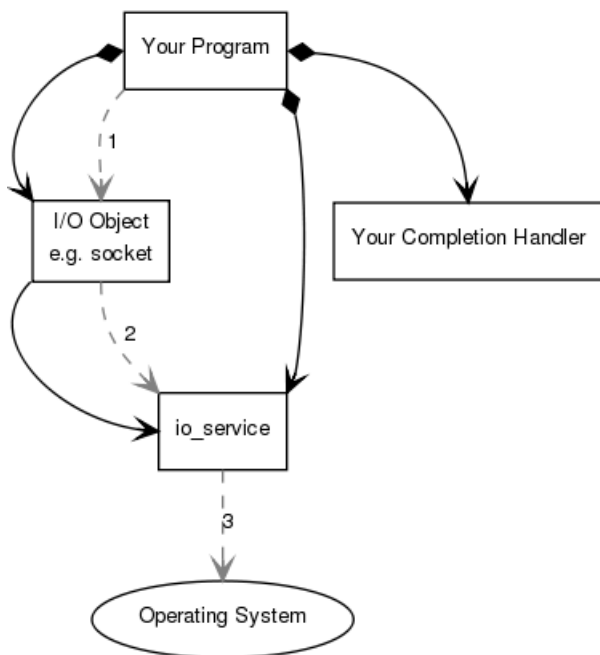 Your Program
1
I/O Object
e.g. socket
Your Completion Handler
2
io_service
3
Operating System